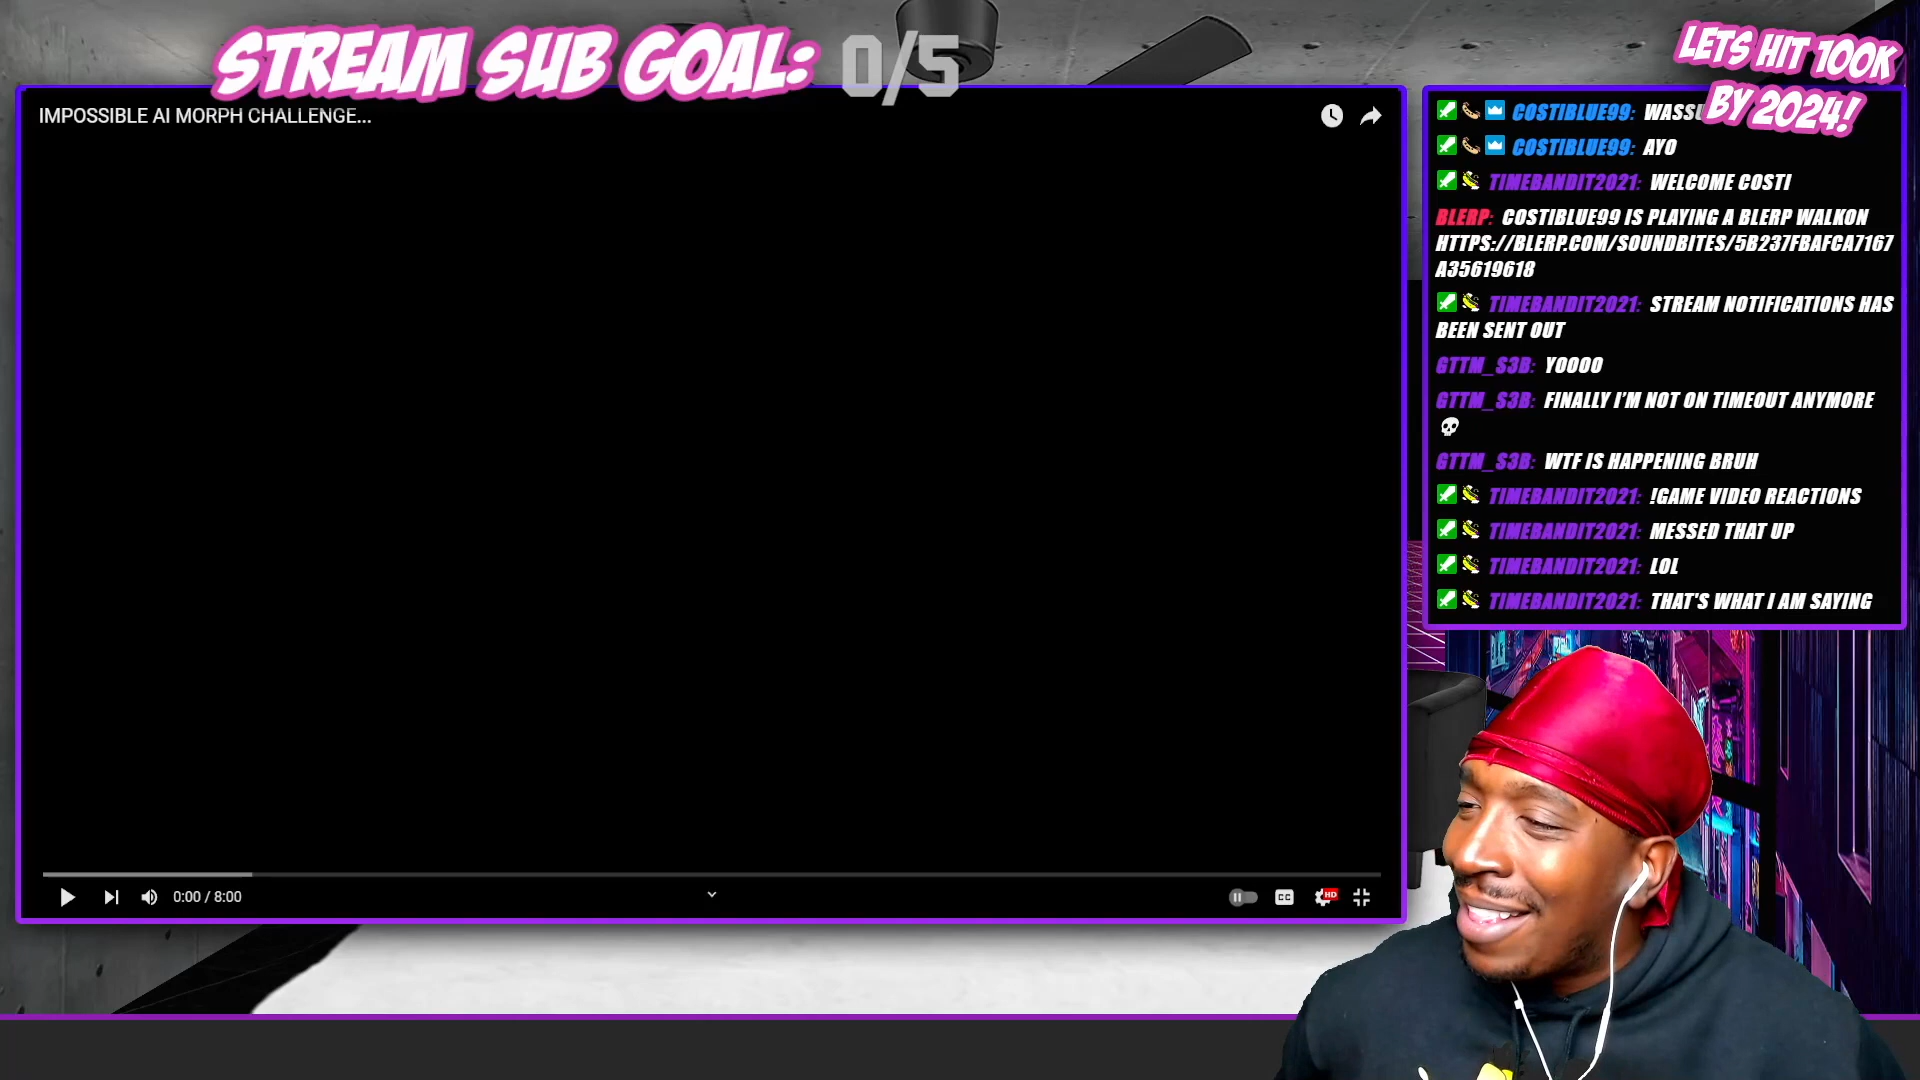 STREAM SUB GOAL: 0/5
LETS HIT 100K
BY 2024!
IMPOSSIBLE AI MORPH CHALLENGE...
COSTIBLUE99: WASSU
COSTIBLUE99: AYO
TIMEBANDIT2021: WELCOME COSTI
BLERP: COSTIBLUE99 IS PLAYING A BLERP WALKON
HTTPS://BLERP.COM/SOUNDBITES/5B237FBAFCA7167
A35619618
TIMEBANDIT2021: STREAM NOTIFICATIONS HAS
BEEN SENT OUT
GTTM_S3B: YOOOO
GTTM_S3B: FINALLY I'M NOT ON TIMEOUT ANYMORE
GTTM_S3B: WTF IS HAPPENING BRUH
TIMEBANDIT2021: !GAME VIDEO REACTIONS
TIMEBANDIT2021: MESSED THAT UP
TIMEBANDIT2021: LOL
TIMEBANDIT2021: THAT'S WHAT I AM SAYING
0:00 / 8:00
CC
HD